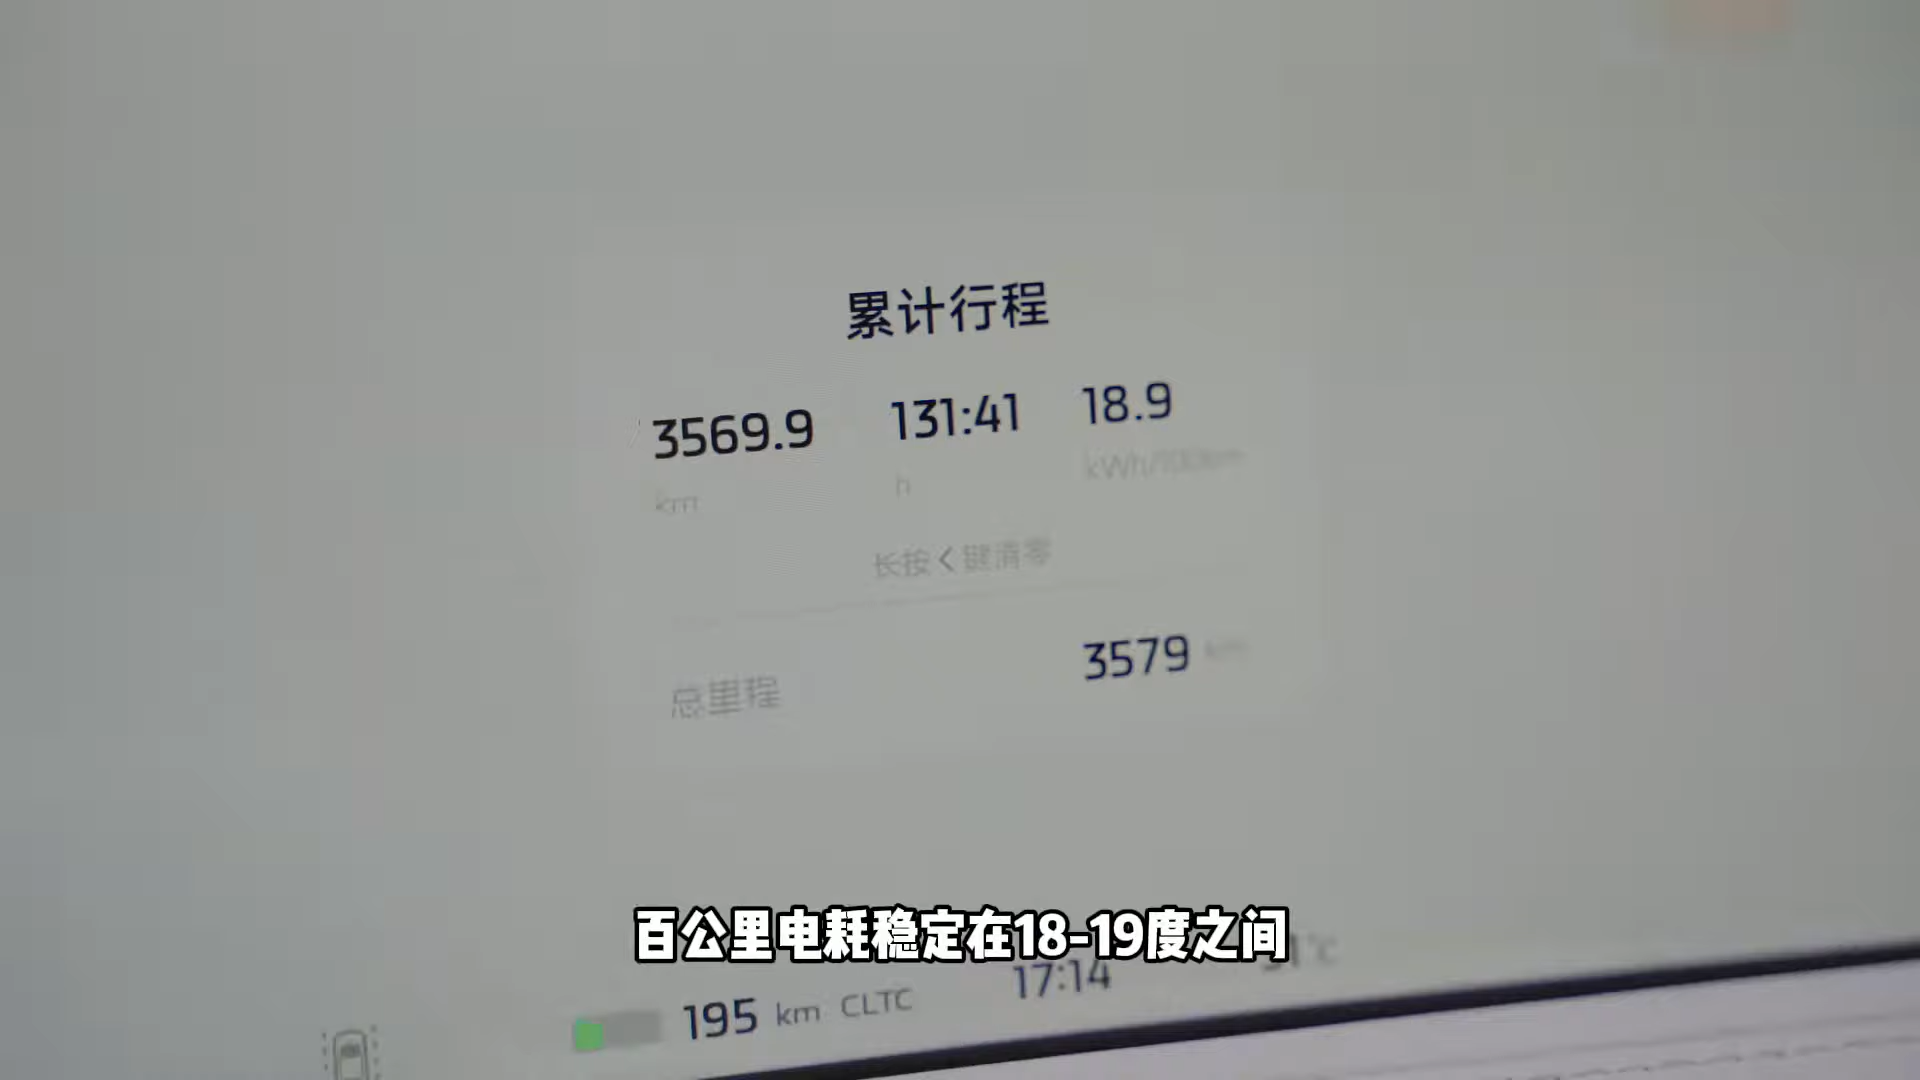 累计行程
3569.9 131:41 18.9
km h kWh/100km
长按<键清零
总里程 3579 km
百公里电耗稳定在18-19度之间
195 km CLTC 17:14